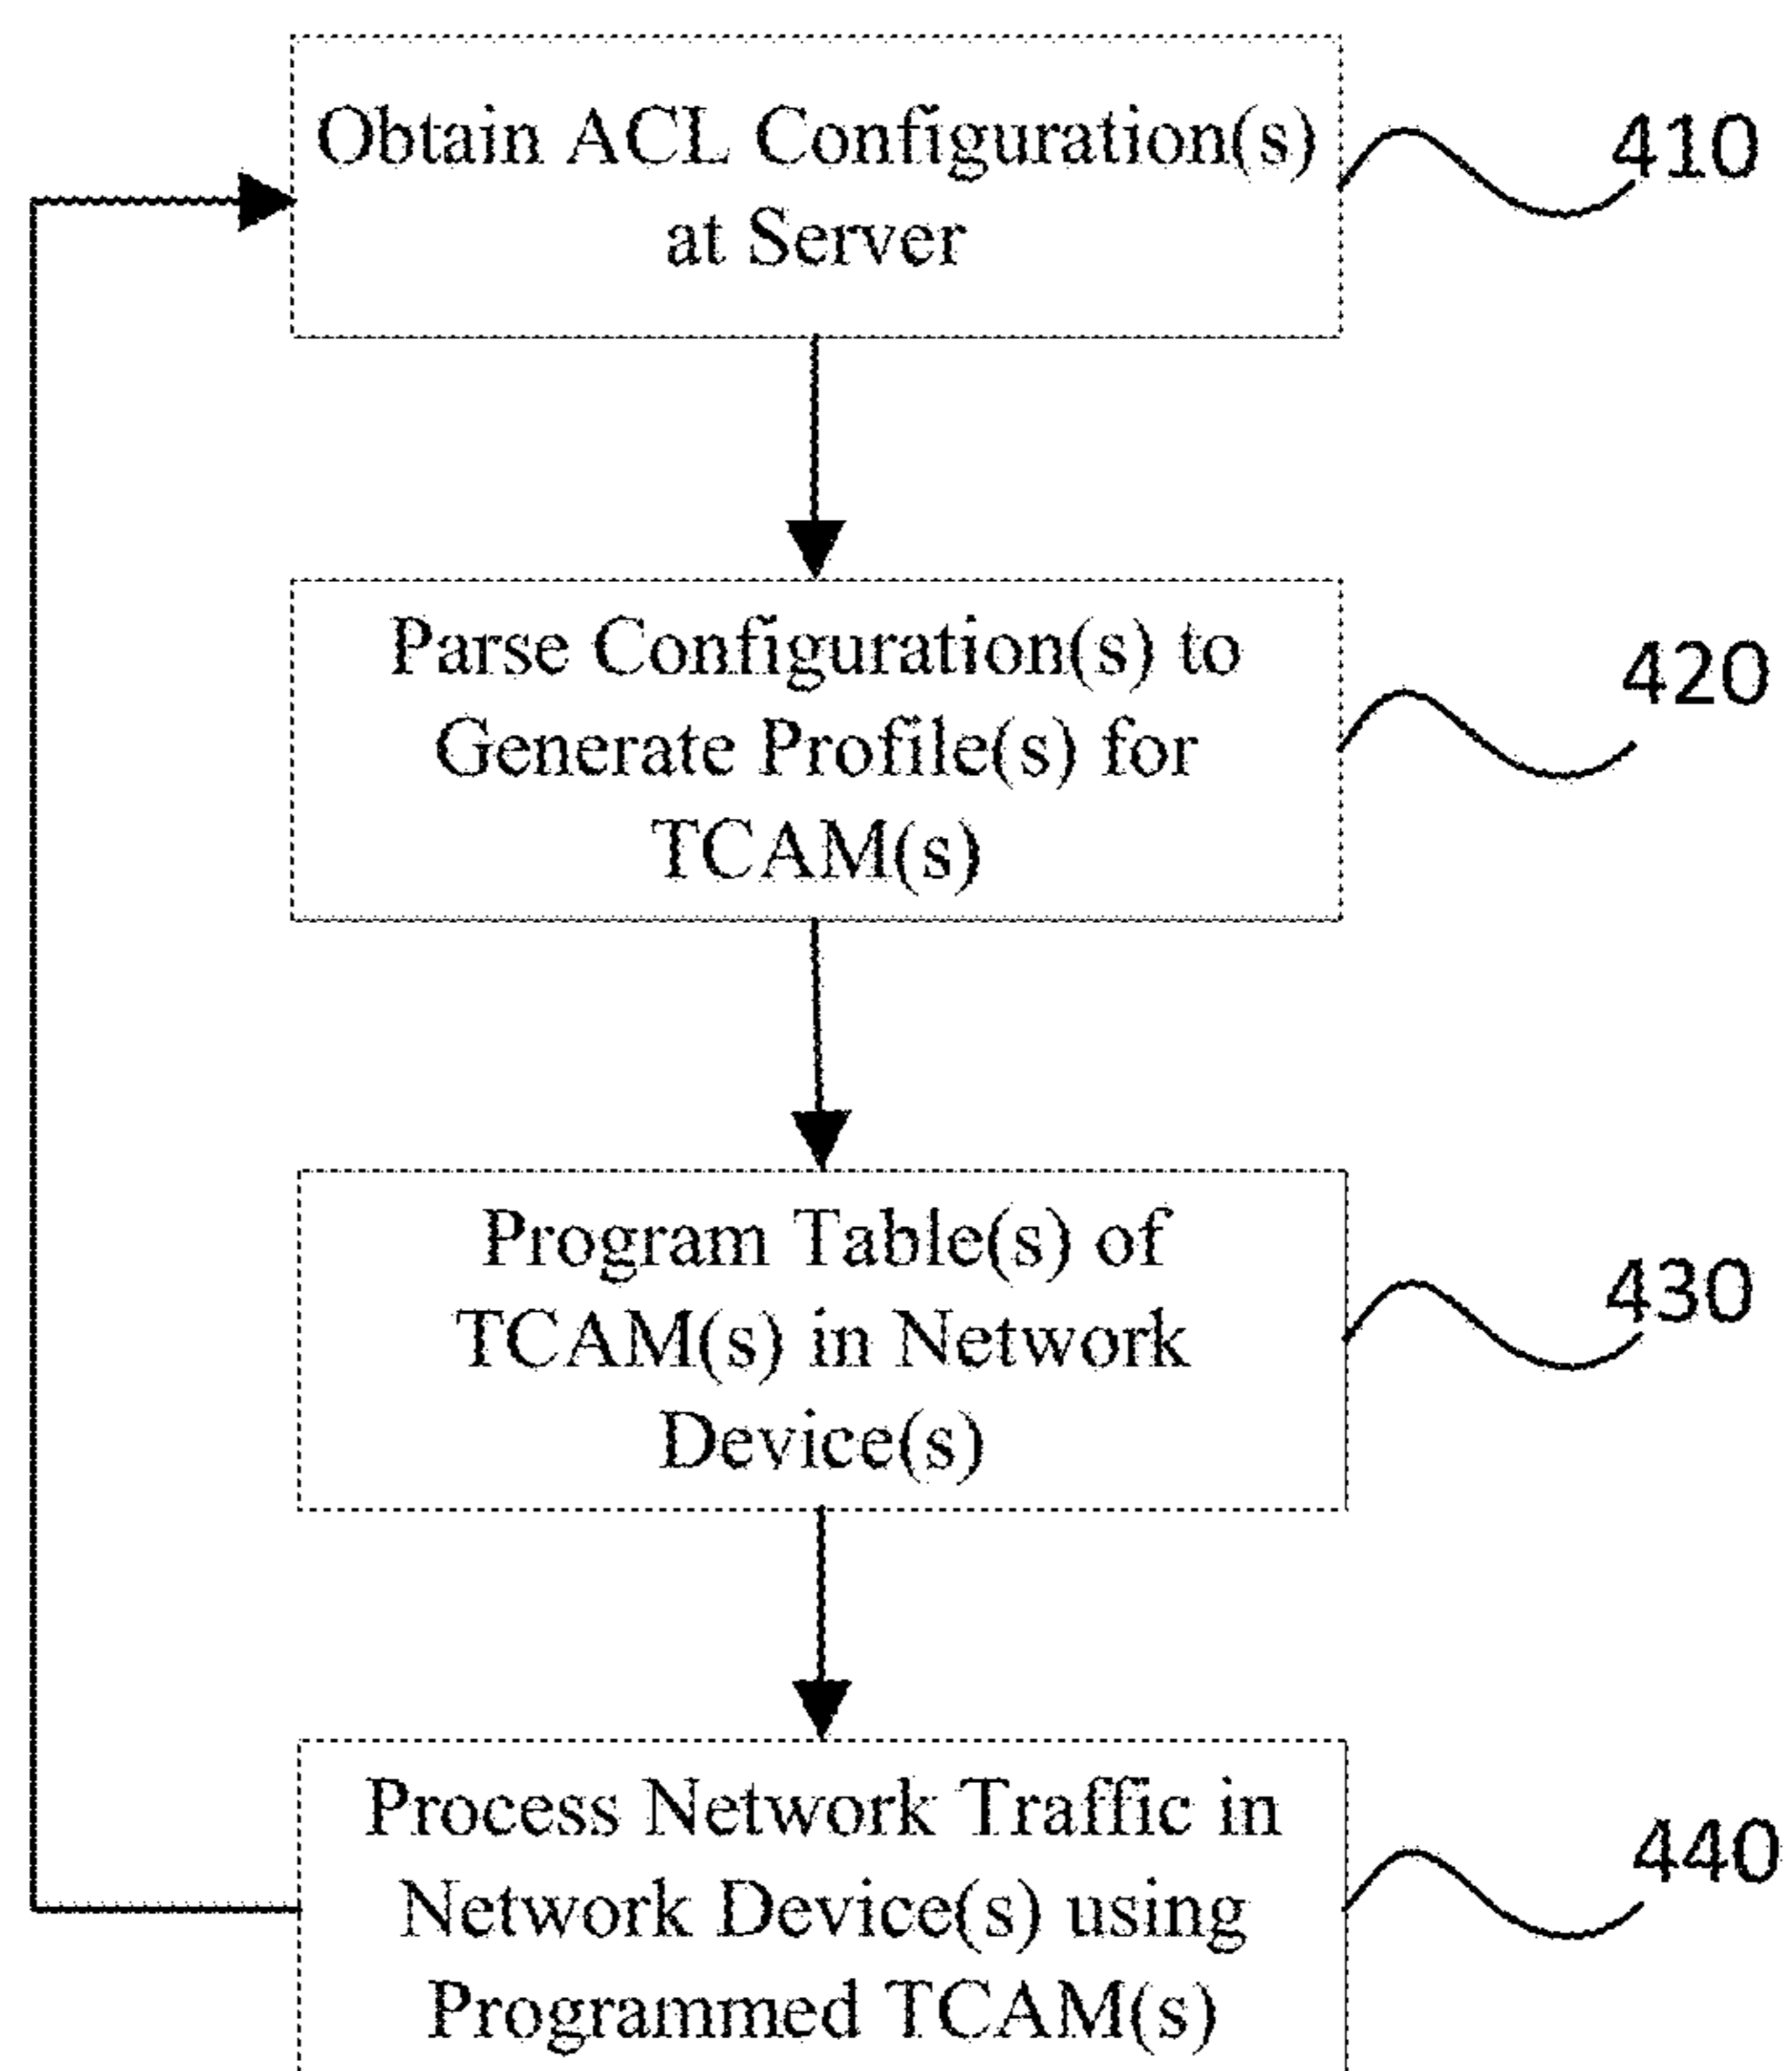 Obtain ACL Configuration(s)
at Server
410
Parse Configuration(s) to
Generate Profile(s) for
TCAM(s)
420
Program Table(s) of
TCAM(s) in Network
Device(s)
430
Process Network Traffic in
Network Device(s) using
Programmed TCAM(s)
440